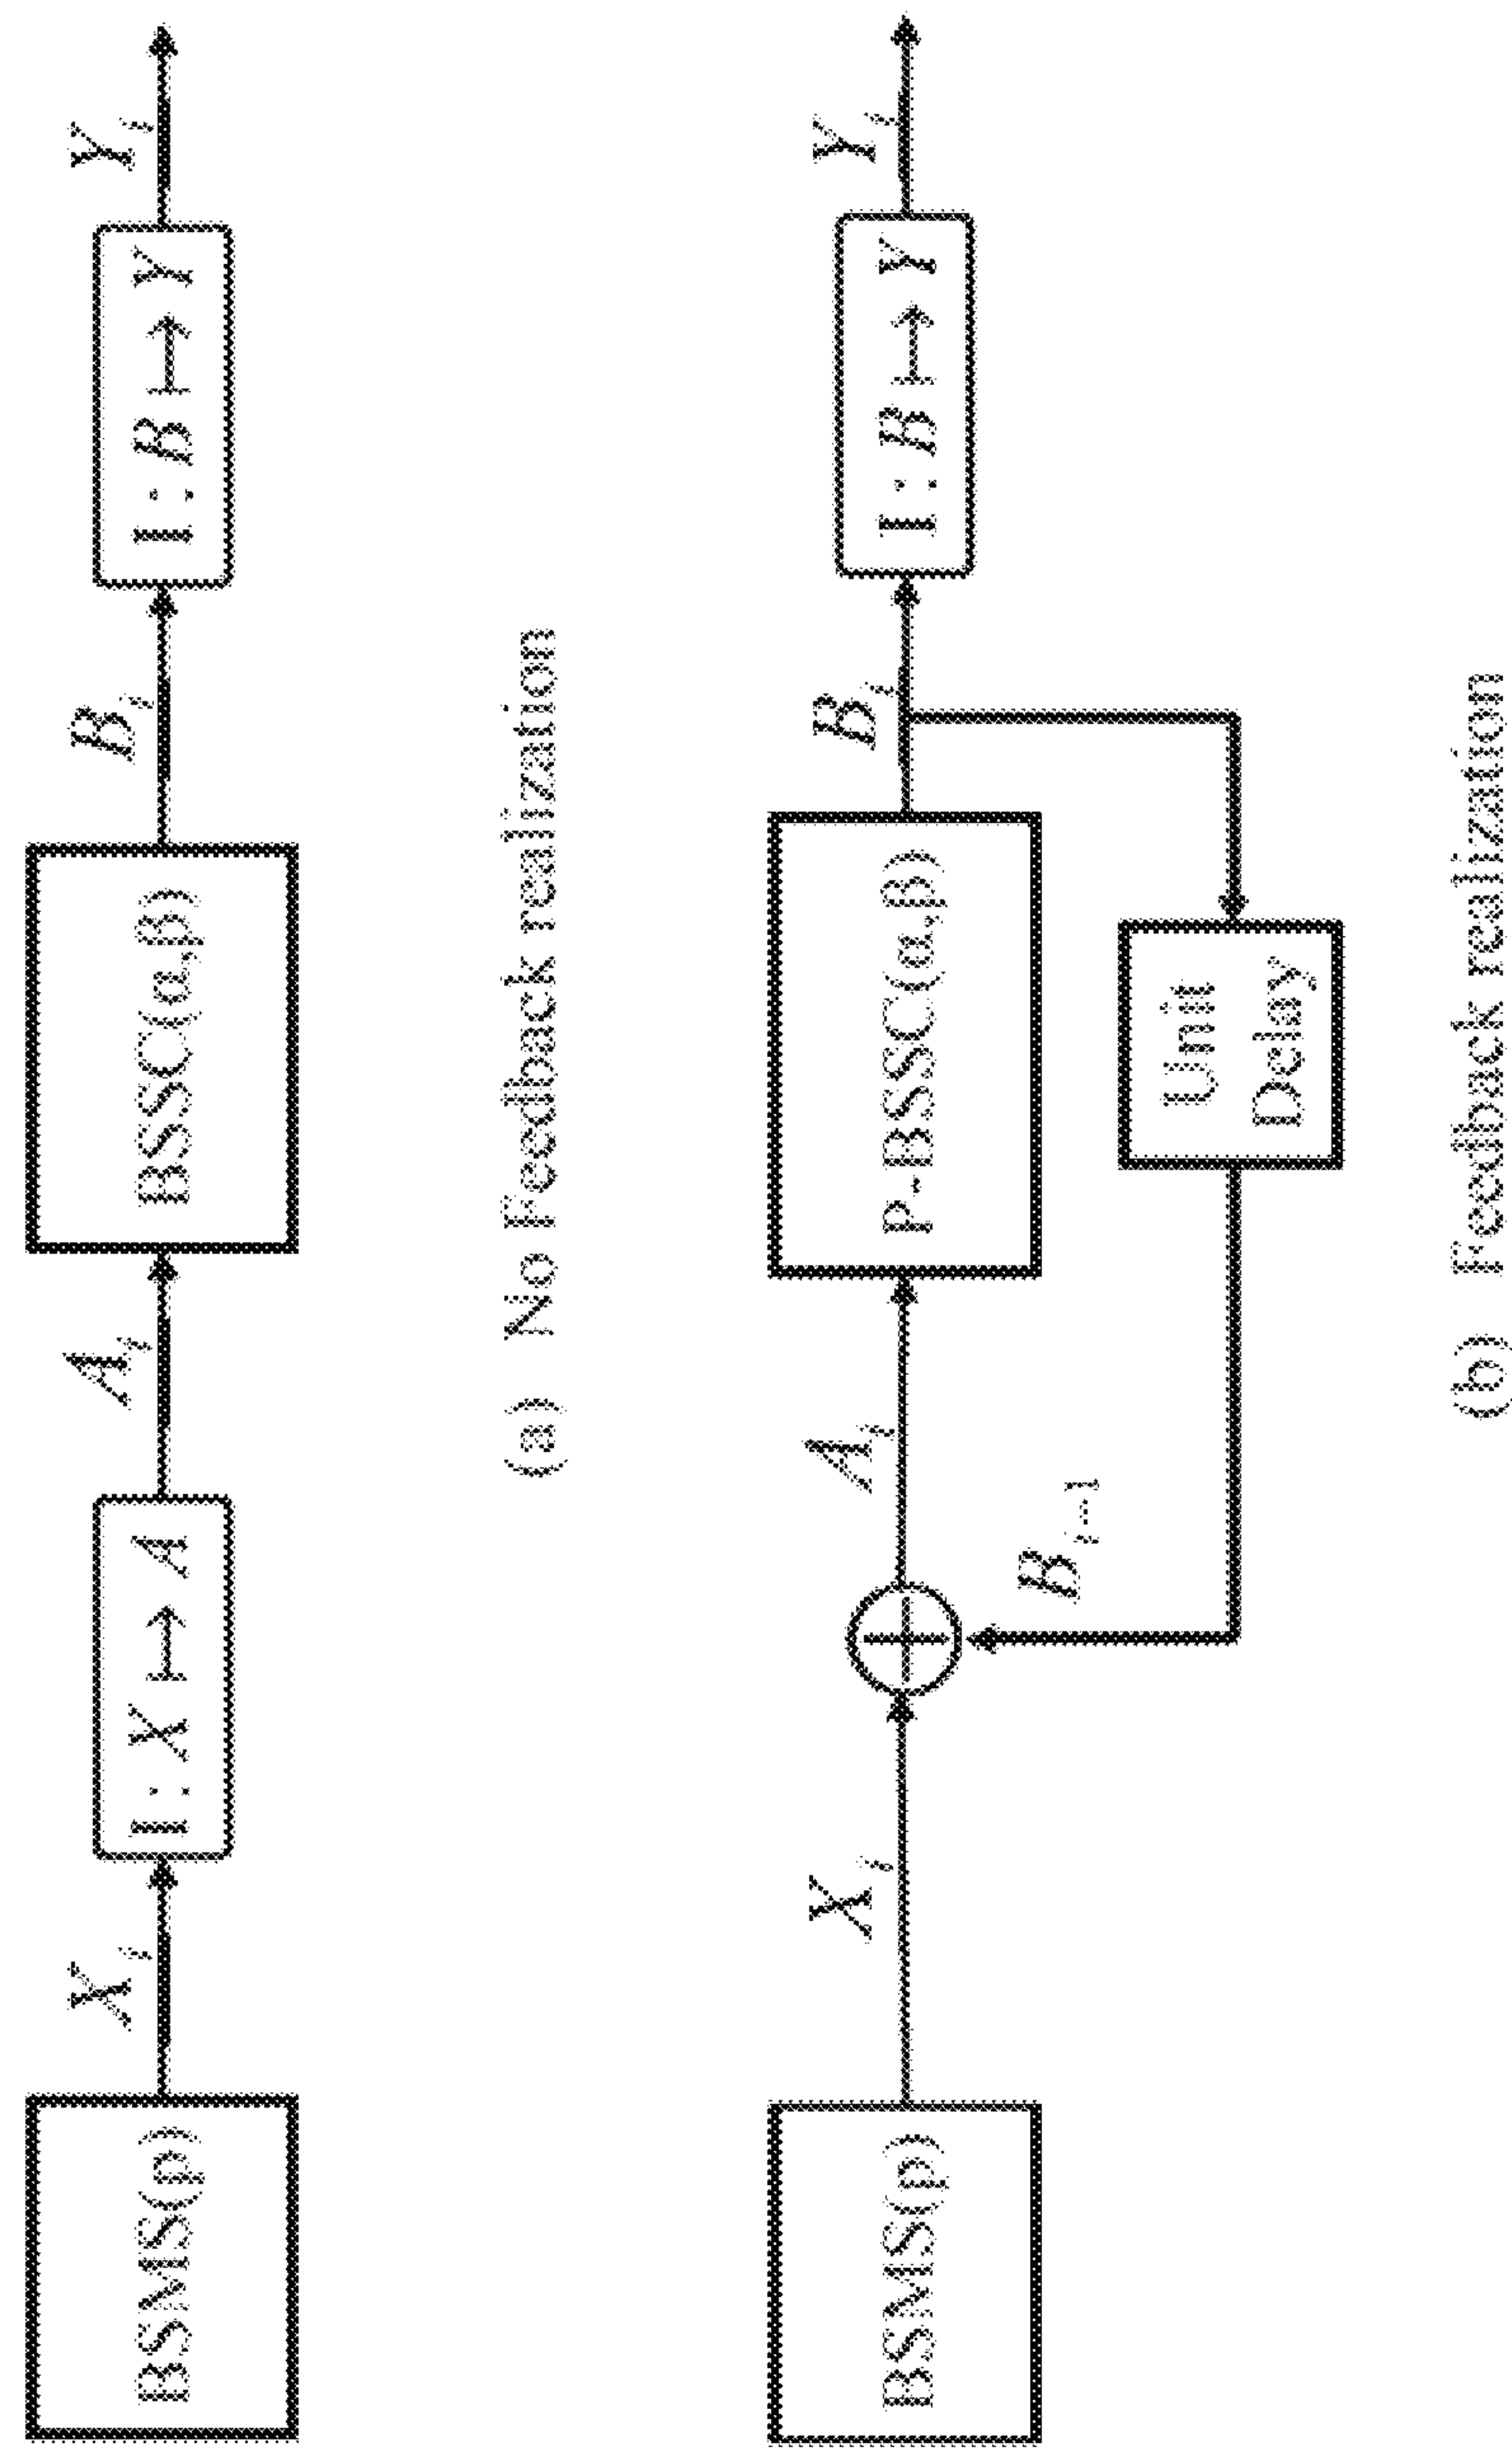 BSMS(p)
X_i
I : X ↦ A
A_i
BSSC(α,β)
B_i
I : B ↦ Y
Y_i
(a) No Feedback realization
BSMS(p)
X_i
A_i
P-BSSC(α,β)
B_i
I : B ↦ Y
Y_i
B_{i-1}
Unit
Delay
(b) Feedback realization